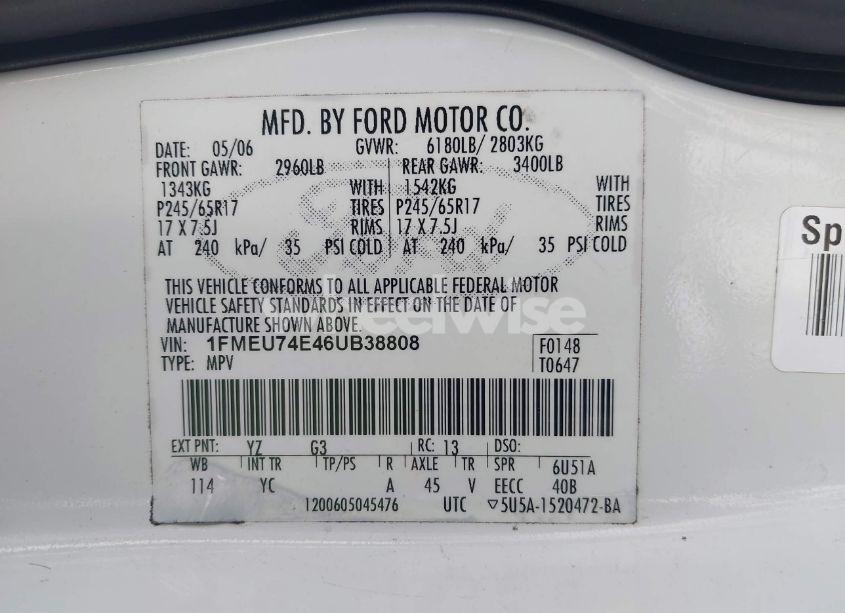 MFD. BY FORD MOTOR CO.
DATE: 05/06 GVWR: 6180LB/ 2803KG
FRONT GAWR: 2960LB REAR GAWR: 3400LB
1343KG WITH 1542KG WITH
P245/65R17 TIRES P245/65R17 TIRES
17 X 7.5J RIMS 17 X 7.5J RIMS
AT 240 kPa/ 35 PSI COLD AT 240 kPa/ 35 PSI COLD
THIS VEHICLE CONFORMS TO ALL APPLICABLE FEDERAL MOTOR
VEHICLE SAFETY STANDARDS IN EFFECT ON THE DATE OF
MANUFACTURE SHOWN ABOVE.
VIN: 1FMEU74E46UB38808 F0148
TYPE: MPV T0647
EXT PNT: YZ G3 RC: 13 DSO:
WB INT TR TP/PS R AXLE TR SPR 6U51A
114 YC A 45 V EECC 40B
1200605045476 UTC ▽5U5A-1520472-BA
Sp